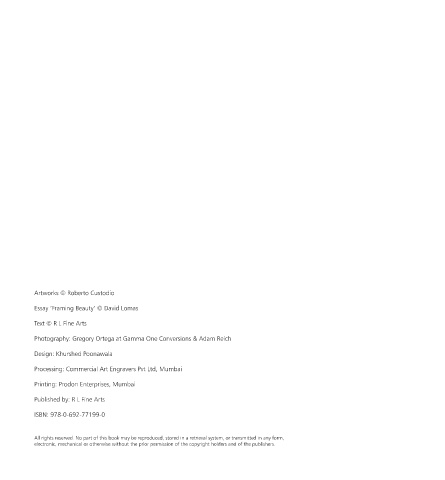 Artworks © Roberto Custodio
Essay 'Framing Beauty' © David Lomas
Text © R L Fine Arts
Photography: Gregory Ortega at Gamma One Conversions & Adam Reich
Design: Khurshed Poonawala
Processing: Commercial Art Engravers Pvt Ltd, Mumbai
Printing: Prodon Enterprises, Mumbai
Published by: R L Fine Arts
ISBN: 978-0-692-77199-0
All rights reserved. No part of this book may be reproduced, stored in a retrieval system, or transmitted in any form,
electronic, mechanical or otherwise without the prior permission of the copyright holders and of the publishers.